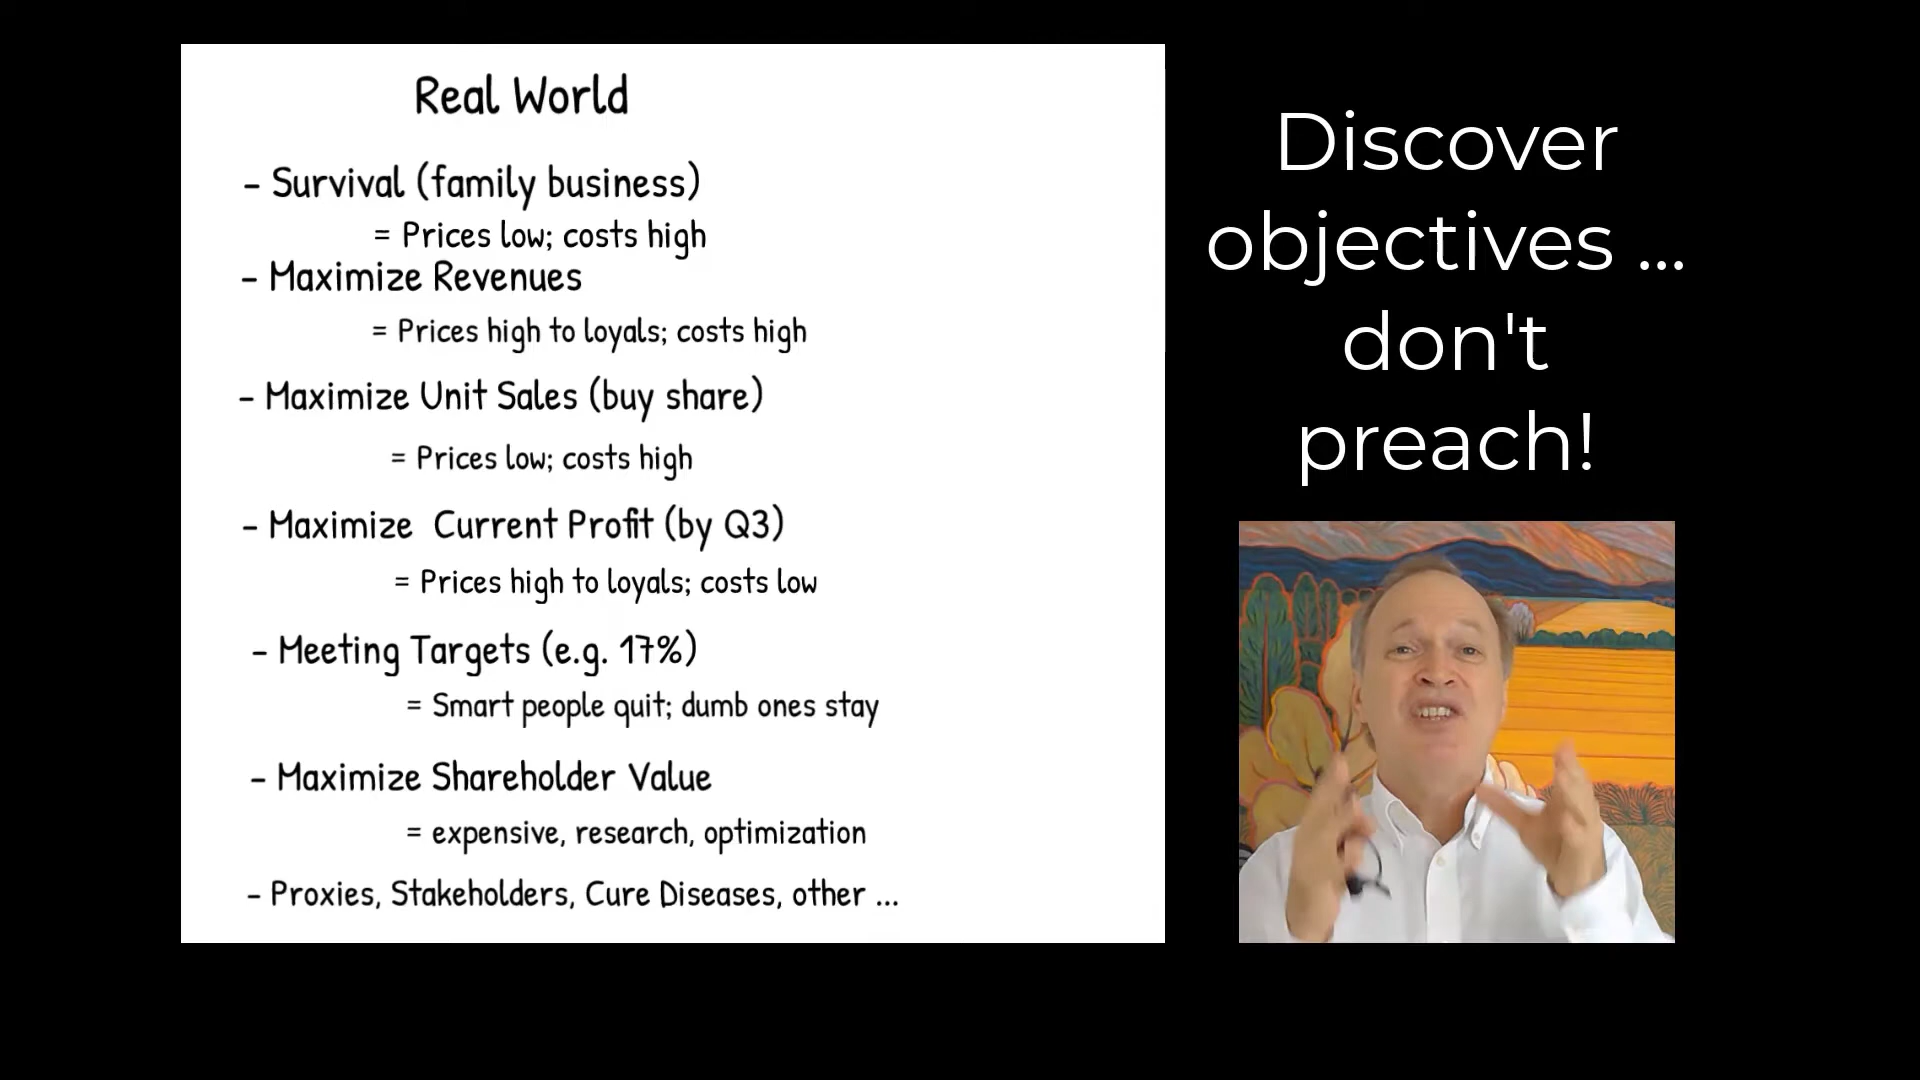 Real World
- Survival (family business)
= Prices low; costs high
- Maximize Revenues
= Prices high to loyals; costs high
- Maximize Unit Sales (buy share)
= Prices low; costs high
- Maximize Current Profit (by Q3)
= Prices high to loyals; costs low
- Meeting Targets (e.g. 17%)
= Smart people quit; dumb ones stay
- Maximize Shareholder Value
= expensive, research, optimization
- Proxies, Stakeholders, Cure Diseases, other ...
Discover
objectives ...
don't
preach!